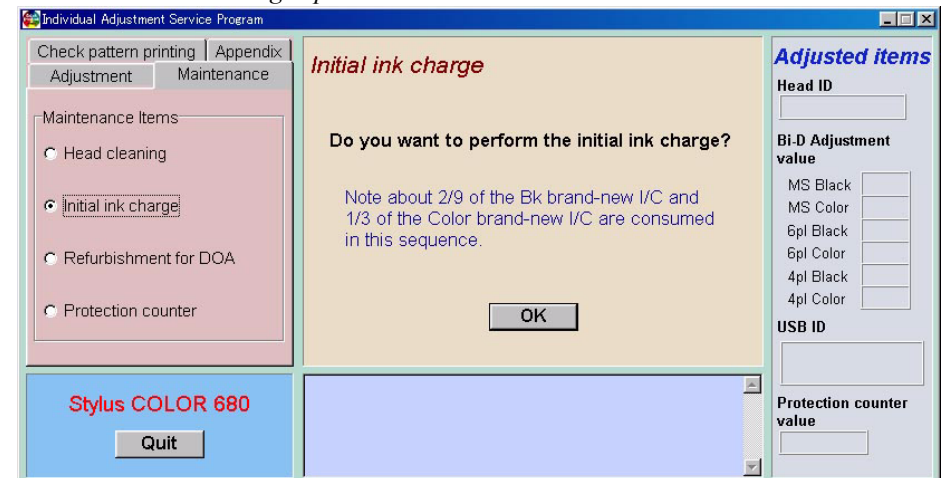 Individual Adjustment Service Program
Check pattern printing
Appendix
Adjustment
Maintenance
Maintenance Items
Head cleaning
Initial ink charge
Refurbishment for DOA
Protection counter
Stylus COLOR 680
Quit
Initial ink charge
Do you want to perform the initial ink charge?
Note about 2/9 of the Bk brand-new I/C and
1/3 of the Color brand-new I/C are consumed
in this sequence.
OK
Adjusted items
Head ID
Bi-D Adjustment
value
MS Black
MS Color
6pl Black
6pl Color
4pl Black
4pl Color
USB ID
Protection counter
value